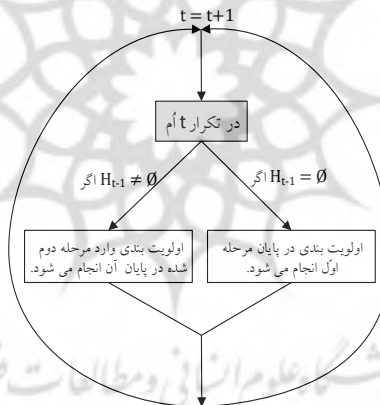 t = t+1
در تکرار t اُم
اگر H_{t-1} ≠ Ø
اگر H_{t-1} = Ø
اولویت بندی وارد مرحله دوم
شده در پایان آن انجام می شود.
اولویت بندی در پایان مرحله
اوّل انجام می شود.